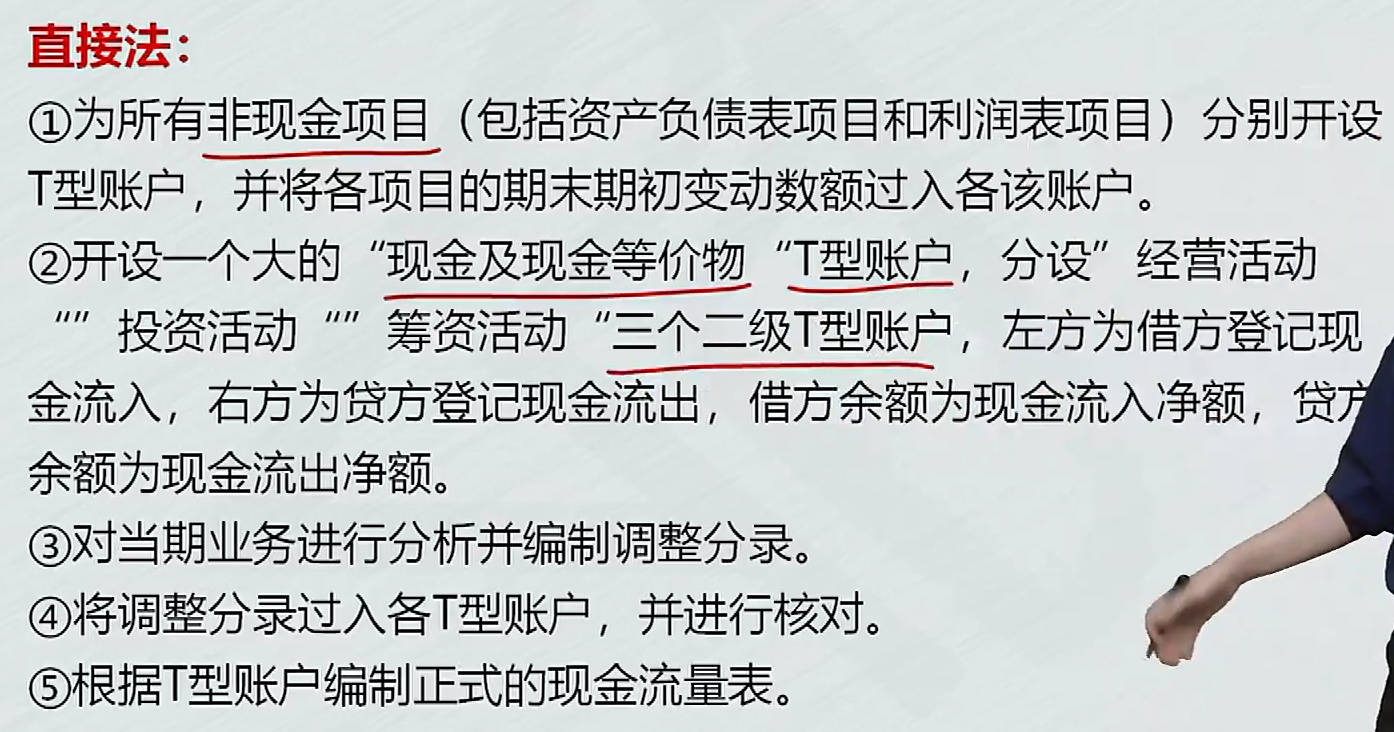 直接法：
①为所有非现金项目（包括资产负债表项目和利润表项目）分别开设
T型账户，并将各项目的期末期初变动数额过入各该账户。
②开设一个大的“现金及现金等价物“T型账户，分设”经营活动
“”投资活动“”筹资活动“三个二级T型账户，左方为借方登记现
金流入，右方为贷方登记现金流出，借方余额为现金流入净额，贷方
余额为现金流出净额。
③对当期业务进行分析并编制调整分录。
④将调整分录过入各T型账户，并进行核对。
⑤根据T型账户编制正式的现金流量表。